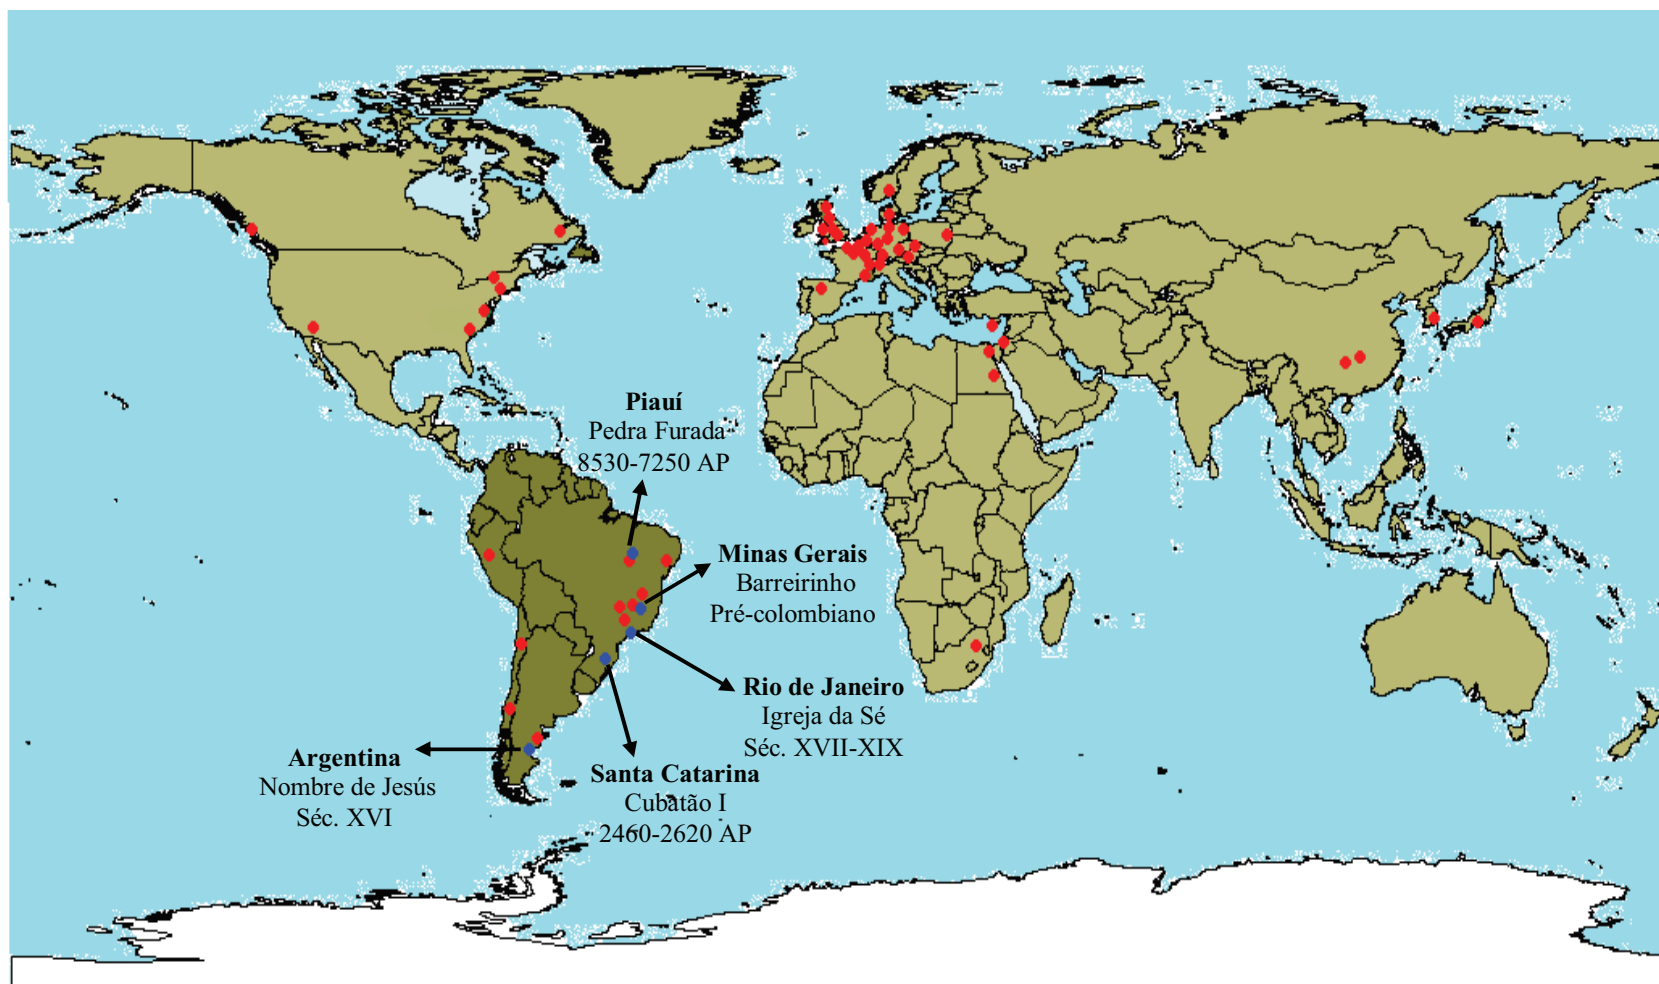 Piauí
Pedra Furada
8530-7250 AP
Minas Gerais
Barreirinho
Pré-colombiano
Rio de Janeiro
Igreja da Sé
Séc. XVII-XIX
Argentina
Nombre de Jesús
Séc. XVI
Santa Catarina
Cubatão I
2460-2620 AP